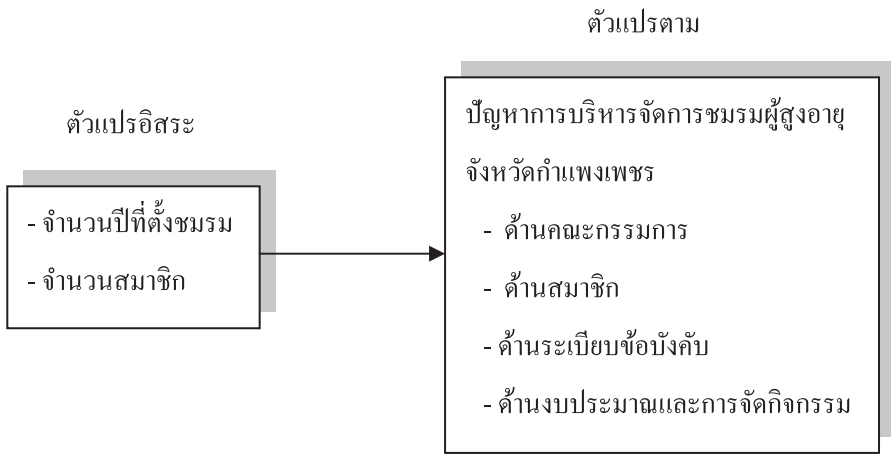 ตัวแปรอิสระ
- จำนวนปีที่ตั้งชมรม
- จำนวนสมาชิก
ตัวแปรตาม
ปัญหาการบริหารจัดการชมรมผู้สูงอายุ
จังหวัดกำแพงเพชร
- ด้านคณะกรรมการ
- ด้านสมาชิก
- ด้านระเบียบข้อบังคับ
- ด้านงบประมาณและการจัดกิจกรรม